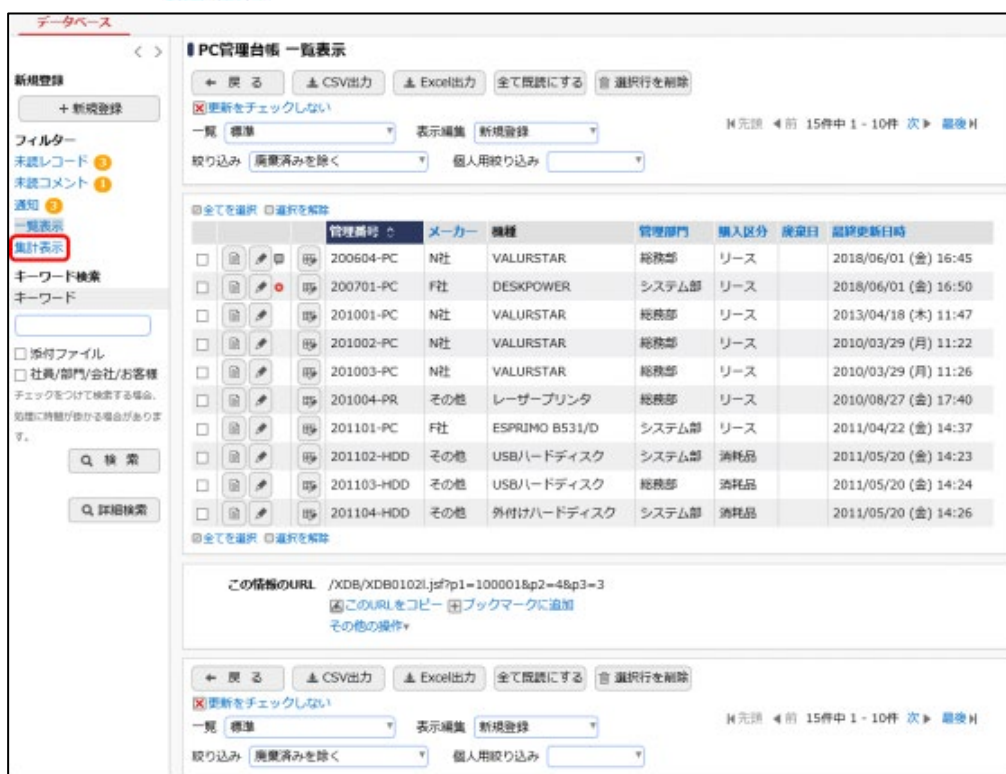 データベース
< >
新規登録
+ 新規登録
フィルター
未読レコード 3
未読コメント 1
通知 3
一覧表示
集計表示
キーワード検索
キーワード
添付ファイル
社員/部門/会社/お客様
チェックをつけて検索する場合、
処理に時間が掛かる場合がありま
す。
検 索
詳細検索
PC管理台帳 一覧表示
戻 る CSV出力 Excel出力 全て既読にする 選択行を削除
更新をチェックしない
一覧 標準 表示編集 新規登録
先頭 前 15件中 1 - 10件 次 最後
絞り込み 廃棄済みを除く 個人用絞り込み
全てを選択 選択を解除
管理番号 メーカー 機種 管理部門 購入区分 廃棄日 最終更新日時
200604-PC N社 VALURSTAR 総務部 リース 2018/06/01 (金) 16:45
200701-PC F社 DESKPOWER システム部 リース 2018/06/01 (金) 16:50
201001-PC N社 VALURSTAR 総務部 リース 2013/04/18 (木) 11:47
201002-PC N社 VALURSTAR 総務部 リース 2010/03/29 (月) 11:22
201003-PC N社 VALURSTAR 総務部 リース 2010/03/29 (月) 11:26
201004-PR その他 レーザープリンタ 総務部 リース 2010/08/27 (金) 17:40
201101-PC F社 ESPRIMO B531/D システム部 リース 2011/04/22 (金) 14:37
201102-HDD その他 USBハードディスク システム部 消耗品 2011/05/20 (金) 14:23
201103-HDD その他 USBハードディスク 総務部 消耗品 2011/05/20 (金) 14:24
201104-HDD その他 外付けハードディスク システム部 消耗品 2011/05/20 (金) 14:26
全てを選択 選択を解除
この情報のURL /XDB/XDB0102l.jsf?p1=100001&p2=4&p3=3
このURLをコピー ブックマークに追加
その他の操作
戻 る CSV出力 Excel出力 全て既読にする 選択行を削除
更新をチェックしない
一覧 標準 表示編集 新規登録
先頭 前 15件中 1 - 10件 次 最後
絞り込み 廃棄済みを除く 個人用絞り込み